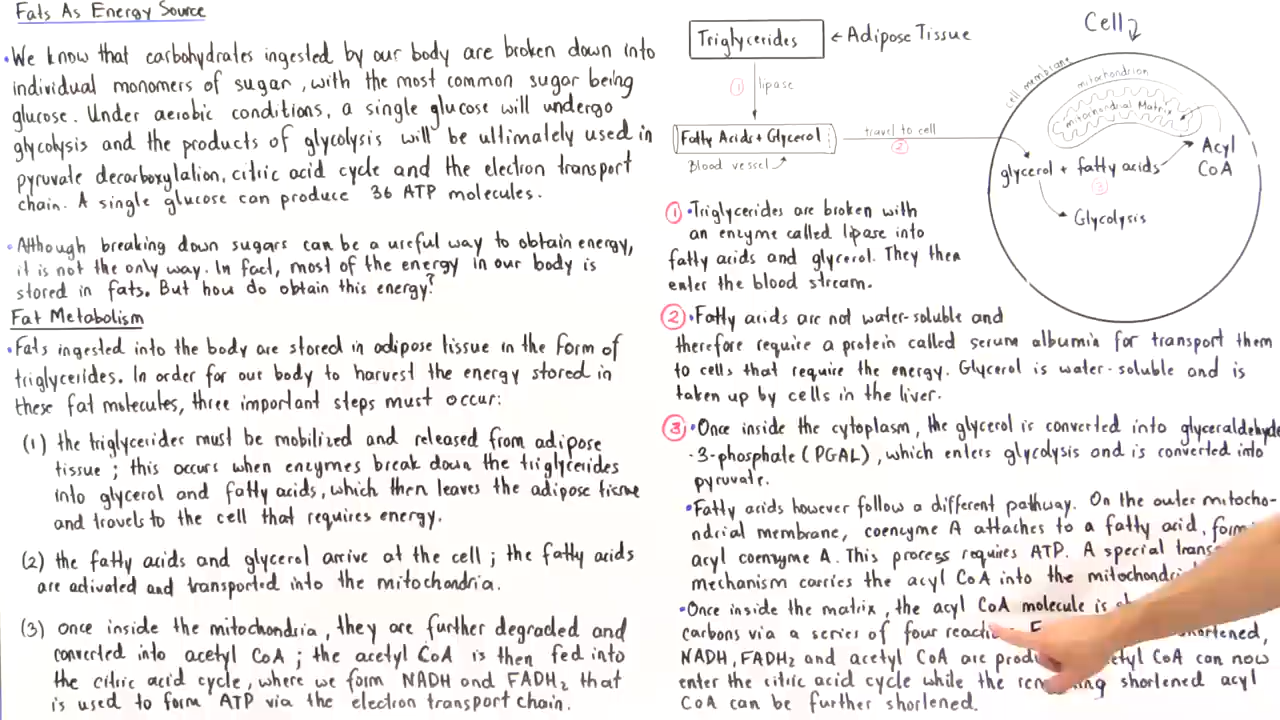 Fats As Energy Source
• We know that carbohydrates ingested by our body are broken down into
individual monomers of sugar, with the most common sugar being
glucose. Under aerobic conditions, a single glucose will undergo
glycolysis and the products of glycolysis will be ultimately used in
pyruvate decarboxylation, citric acid cycle and the electron transport
chain. A single glucose can produce 36 ATP molecules.
• Although breaking down sugars can be a useful way to obtain energy,
it is not the only way. In fact, most of the energy in our body is
stored in fats. But how do obtain this energy?
Fat Metabolism
• Fats ingested into the body are stored in adipose tissue in the form of
triglycerides. In order for our body to harvest the energy stored in
these fat molecules, three important steps must occur:
(1) the triglycerides must be mobilized and released from adipose
tissue; this occurs when enzymes break down the triglycerides
into glycerol and fatty acids, which then leaves the adipose tissue
and travels to the cell that requires energy.
(2) the fatty acids and glycerol arrive at the cell; the fatty acids
are activated and transported into the mitochondria.
(3) once inside the mitochondria, they are further degraded and
converted into acetyl CoA; the acetyl CoA is then fed into
the citric acid cycle, where we form NADH and FADH₂ that
is used to form ATP via the electron transport chain.
Triglycerides ← Adipose Tissue
① lipase
Fatty Acids + Glycerol
Blood vessel
travel to cell
②
Cell
cell membrane
mitochondrion
mitochondrial Matrix
Acyl
CoA
glycerol + fatty acids
③
Glycolysis
① • Triglycerides are broken with
an enzyme called lipase into
fatty acids and glycerol. They then
enter the blood stream.
② • Fatty acids are not water-soluble and
therefore require a protein called serum albumin for transport them
to cells that require the energy. Glycerol is water-soluble and is
taken up by cells in the liver.
③ • Once inside the cytoplasm, the glycerol is converted into glyceraldehyde
-3-phosphate (PGAL), which enters glycolysis and is converted into
pyruvate.
• Fatty acids however follow a different pathway. On the outer mitocho-
ndrial membrane, coenzyme A attaches to a fatty acid,
acyl coenzyme A. This process requires ATP. A special
mechanism carries the acyl CoA into the
• Once inside the matrix, the acyl CoA molecule is
carbons via a series of four
NADH, FADH₂ and acetyl CoA are CoA can now
enter the citric acid cycle while the shortened acyl
CoA can be further shortened.